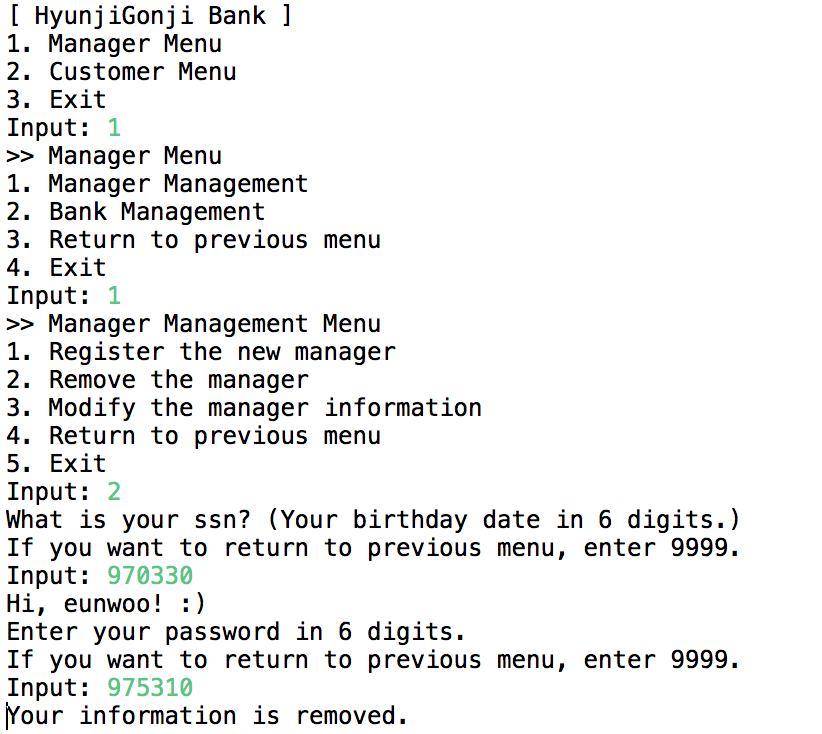 [ HyunjiGonji Bank ]
1. Manager Menu
2. Customer Menu
3. Exit
Input: 1
>> Manager Menu
1. Manager Management
2. Bank Management
3. Return to previous menu
4. Exit
Input: 1
>> Manager Management Menu
1. Register the new manager
2. Remove the manager
3. Modify the manager information
4. Return to previous menu
5. Exit
Input: 2
What is your ssn? (Your birthday date in 6 digits.)
If you want to return to previous menu, enter 9999.
Input: 970330
Hi, eunwoo! :)
Enter your password in 6 digits.
If you want to return to previous menu, enter 9999.
Input: 975310
Your information is removed.